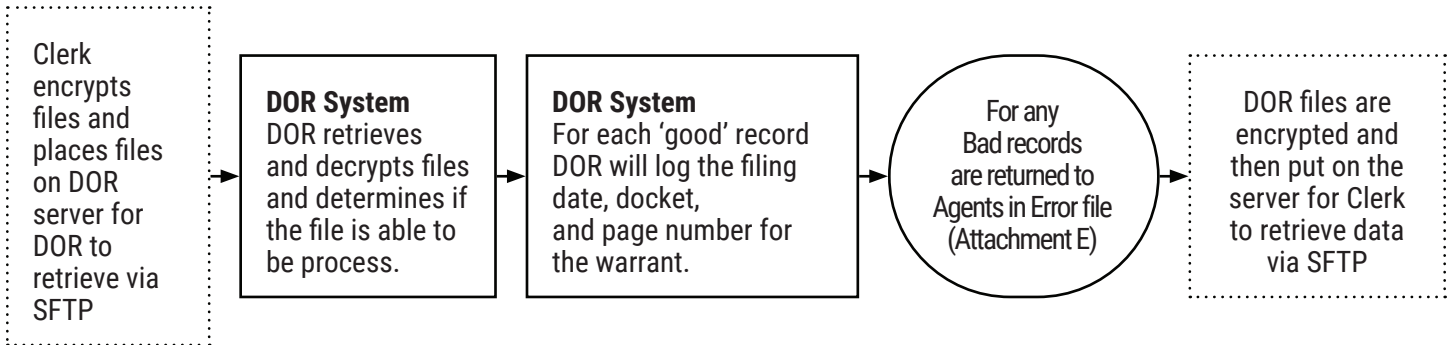 Clerk
encrypts
files and
places files
on DOR
server for
DOR to
retrieve via
SFTP
DOR System
DOR retrieves
and decrypts files
and determines if
the file is able to
be process.
DOR System
For each ‘good’ record
DOR will log the filing
date, docket,
and page number for
the warrant.
For any
Bad records
are returned to
Agents in Error file
(Attachment E)
DOR files are
encrypted and
then put on the
server for Clerk
to retrieve data
via SFTP